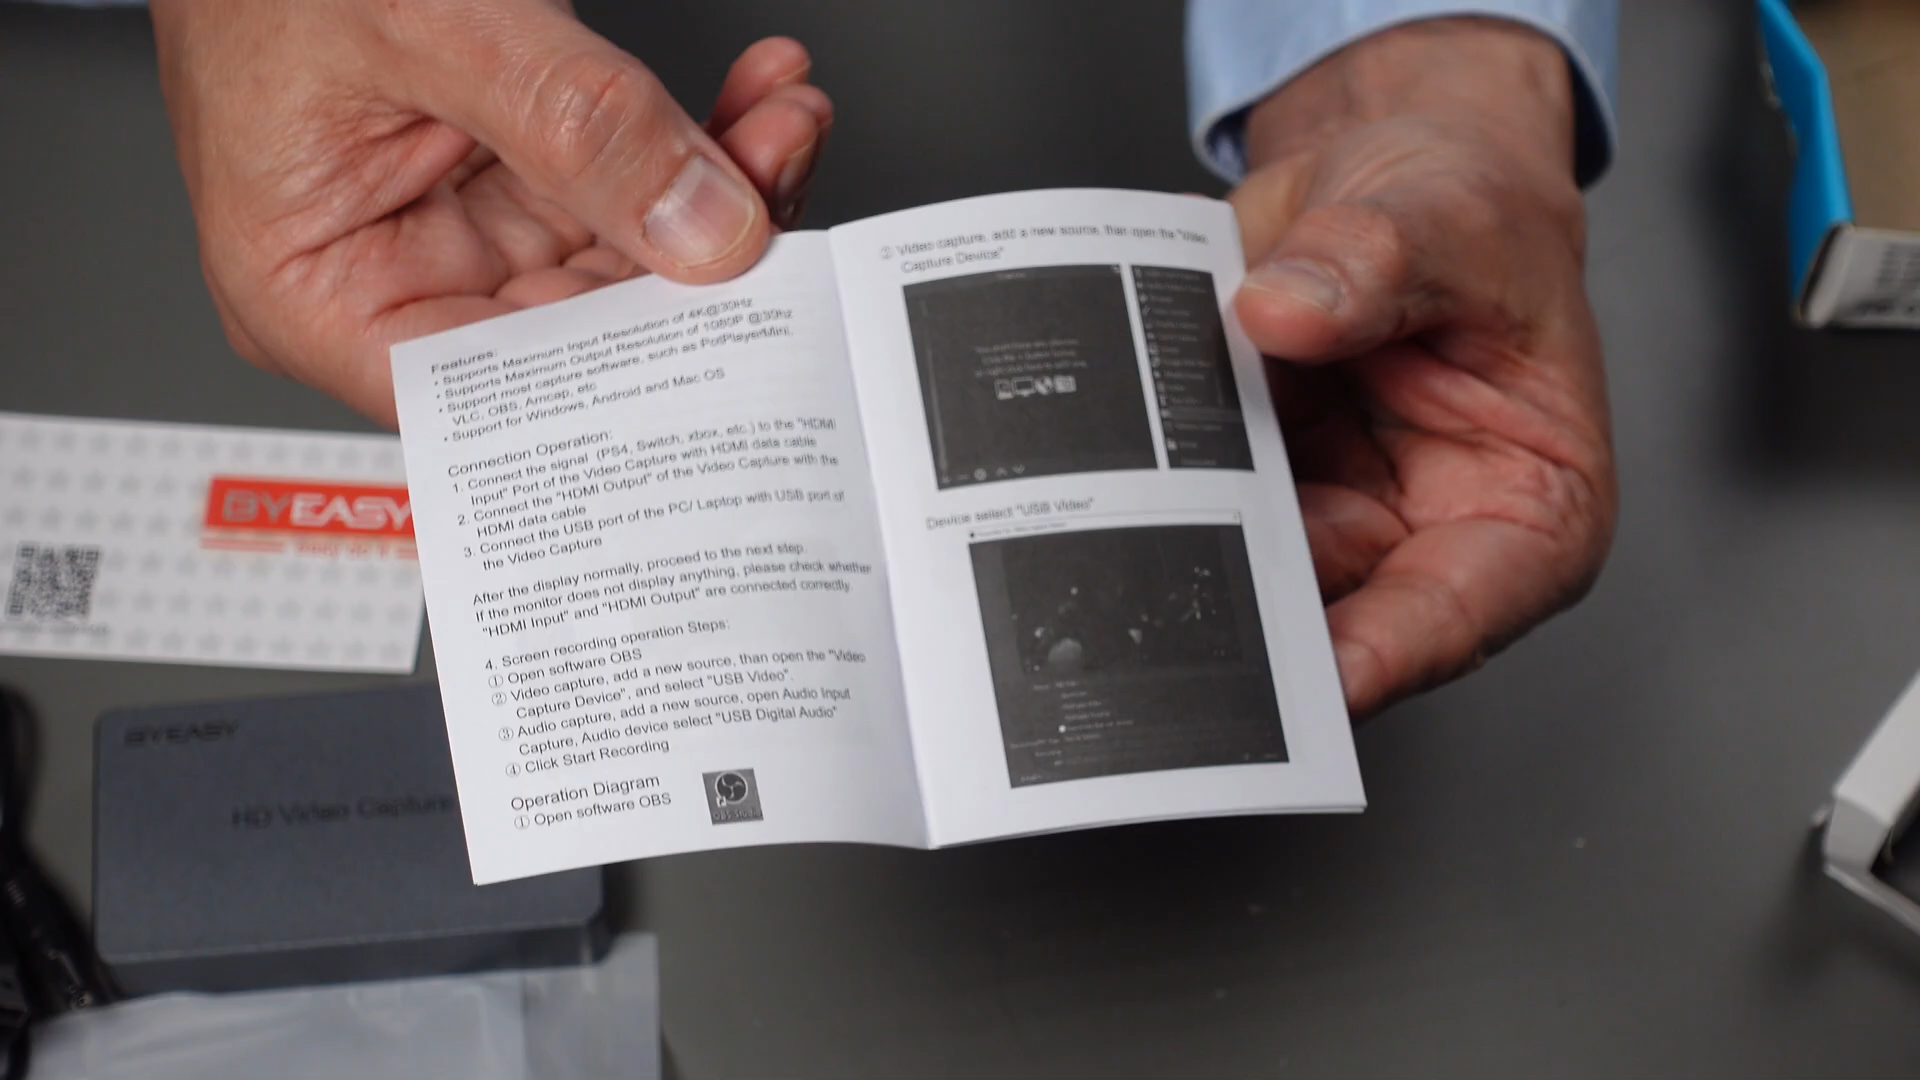 Features:
• Supports Maximum Input Resolution of 4K@30Hz
• Supports Maximum Output Resolution of 1080P @30hz
• Support most capture software, such as PotPlayerMini,
VLC, OBS, Amcap, etc
• Support for Windows, Android and Mac OS
Connection Operation:
1. Connect the signal (PS4, Switch, xbox, etc.) to the "HDMI
Input" Port of the Video Capture with HDMI data cable
2. Connect the "HDMI Output" of the Video Capture with the
HDMI data cable
3. Connect the USB port of the PC/ Laptop with USB port of
the Video Capture
After the display normally, proceed to the next step.
If the monitor does not display anything, please check whether
"HDMI Input" and "HDMI Output" are connected correctly.
4. Screen recording operation Steps:
① Open software OBS
② Video capture, add a new source, than open the "Video
Capture Device", and select "USB Video".
③ Audio capture, add a new source, open Audio Input
Capture, Audio device select "USB Digital Audio"
④ Click Start Recording
Operation Diagram
① Open software OBS
② Video capture, add a new source, than open the "Video
Capture Device"
Device select "USB Video"
BYEASY
BYEASY
HD Video Capture